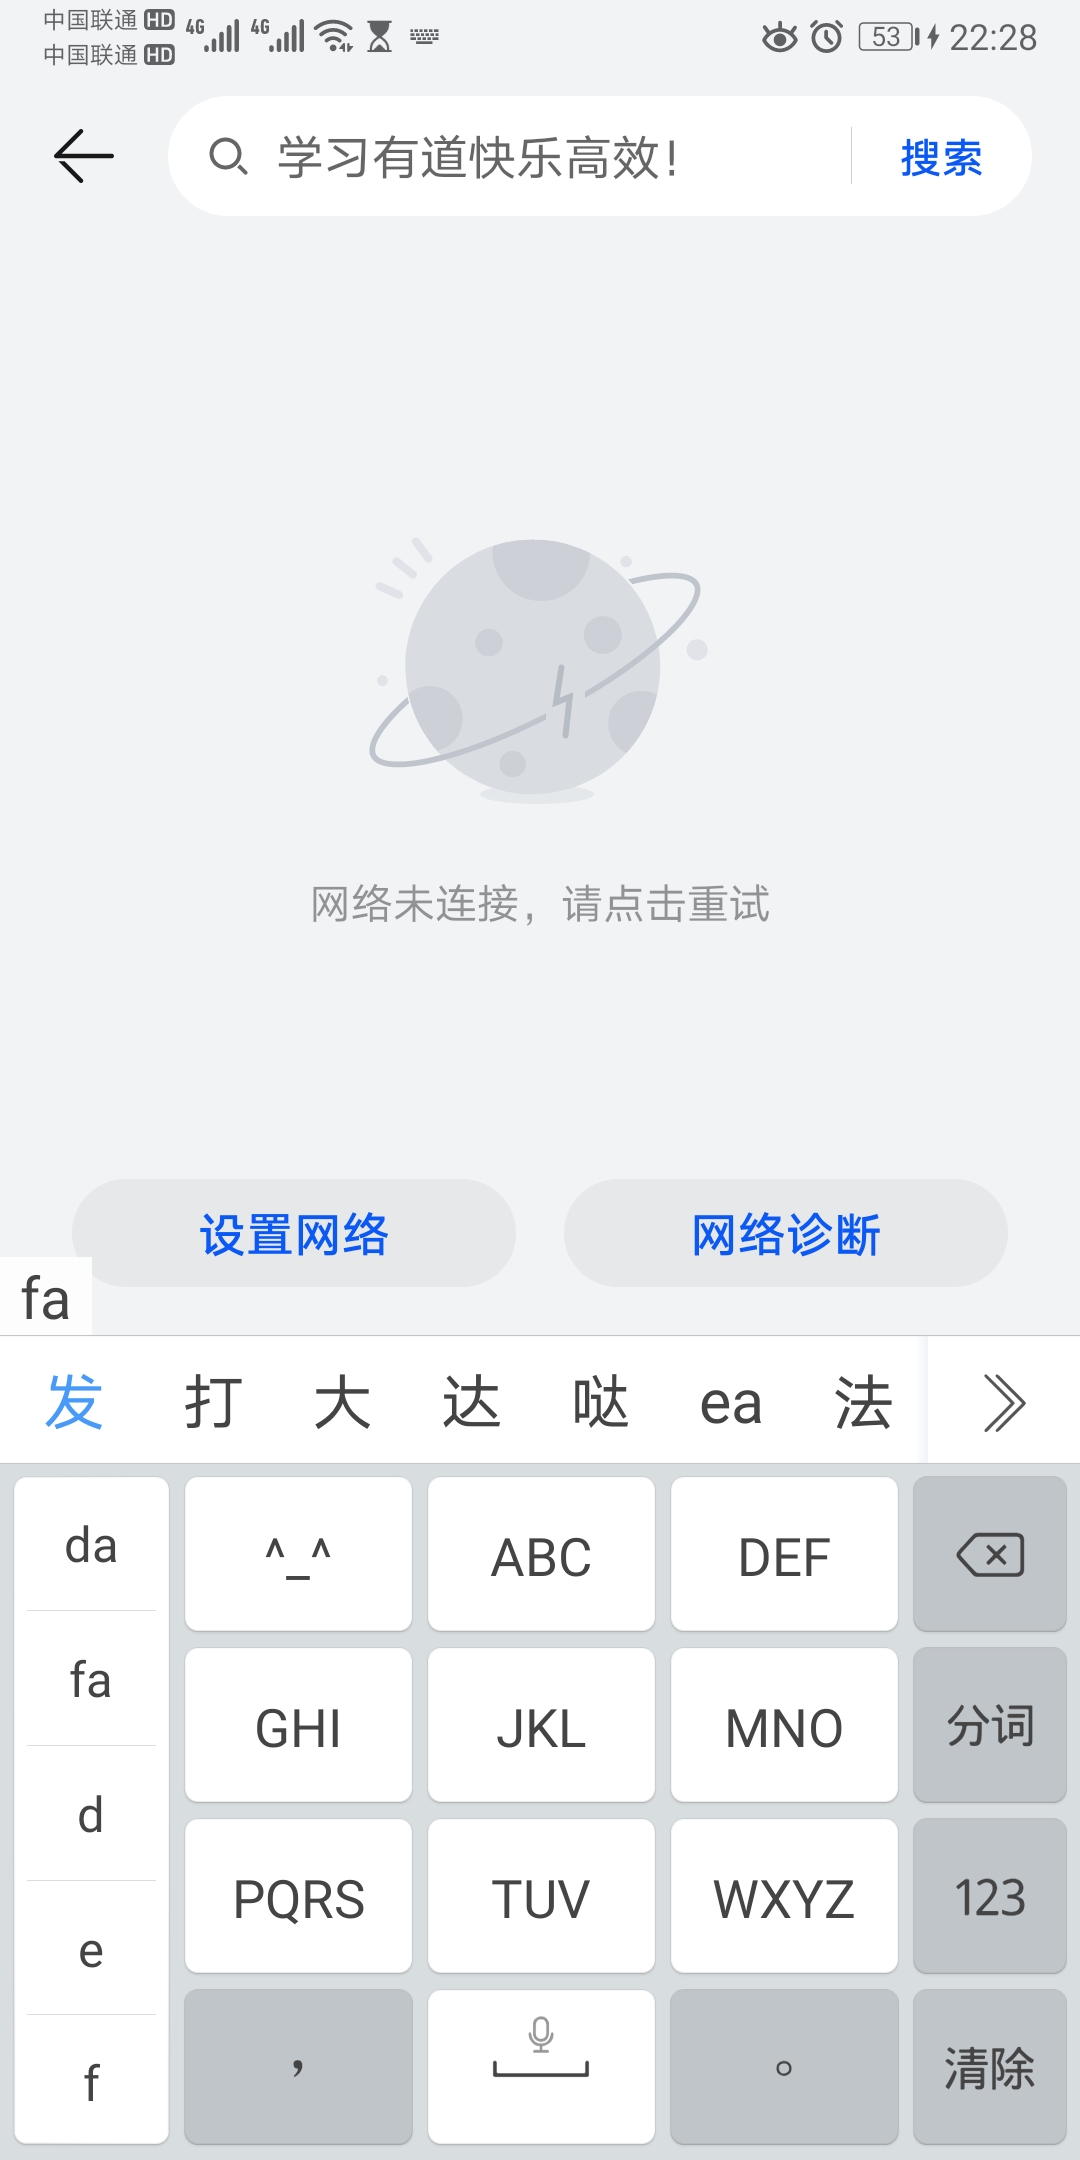 中国联通 HD 4G 4G 53 22:28
中国联通 HD
学习有道快乐高效! 搜索
网络未连接，请点击重试
设置网络 网络诊断
fa
发 打 大 达 哒 ea 法
da ^_^ ABC DEF
fa GHI JKL MNO 分词
d PQRS TUV WXYZ 123
e
f ， 。 清除